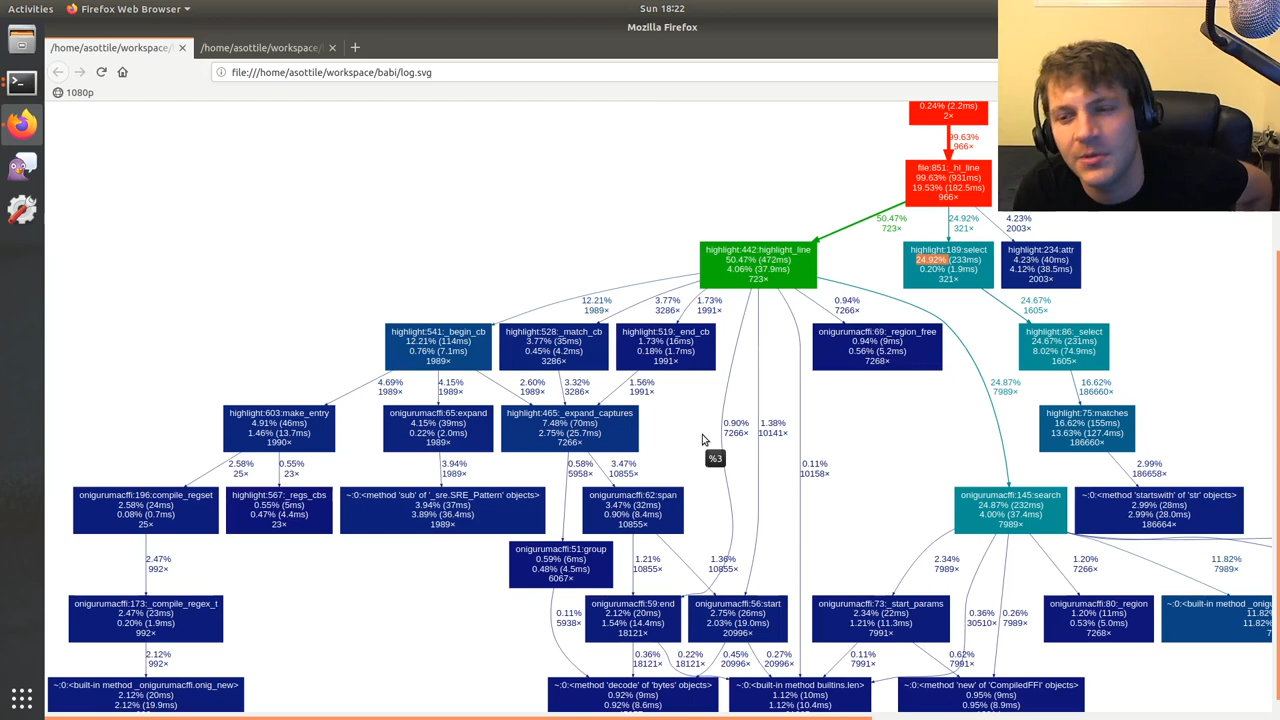 Activities
Firefox Web Browser
Sun 18:22
Mozilla Firefox
/home/asottile/workspace/
/home/asottile/workspace/
file:///home/asottile/workspace/babi/log.svg
1080p
0.24% (2.2ms)
2×
99.63%
966×
file:851:_hl_line
99.63% (931ms)
19.53% (182.5ms)
966×
50.47%
723×
24.92%
321×
4.23%
2003×
highlight:442:highlight_line
50.47% (472ms)
4.06% (37.9ms)
723×
highlight:189:select
24.92% (233ms)
0.20% (1.9ms)
321×
highlight:234:attr
4.23% (40ms)
4.12% (38.5ms)
2003×
12.21%
1989×
3.77%
3286×
1.73%
1991×
0.94%
7266×
24.67%
1605×
highlight:541:_begin_cb
12.21% (114ms)
0.76% (7.1ms)
1989×
highlight:528:_match_cb
3.77% (35ms)
0.45% (4.2ms)
3286×
highlight:519:_end_cb
1.73% (16ms)
0.18% (1.7ms)
1991×
onigurumacffi:69:_region_free
0.94% (9ms)
0.56% (5.2ms)
7268×
highlight:86:_select
24.67% (231ms)
8.02% (74.9ms)
1605×
4.69%
1989×
4.15%
1989×
2.60%
1989×
3.32%
3286×
1.56%
1991×
24.87%
7989×
16.62%
186660×
highlight:603:make_entry
4.91% (46ms)
1.46% (13.7ms)
1990×
onigurumacffi:65:expand
4.15% (39ms)
0.22% (2.0ms)
1989×
highlight:465:_expand_captures
7.48% (70ms)
2.75% (25.7ms)
7266×
0.90%
7266×
1.38%
10141×
highlight:75:matches
16.62% (155ms)
13.63% (127.4ms)
186660×
%3
2.58%
25×
0.55%
23×
3.94%
1989×
0.58%
5958×
3.47%
10855×
0.11%
10158×
2.99%
186658×
onigurumacffi:196:compile_regset
2.58% (24ms)
0.08% (0.7ms)
25×
highlight:567:_regs_cbs
0.55% (5ms)
0.47% (4.4ms)
23×
~:0:<method 'sub' of '_sre.SRE_Pattern' objects>
3.94% (37ms)
3.89% (36.4ms)
1989×
onigurumacffi:62:span
3.47% (32ms)
0.90% (8.4ms)
10855×
onigurumacffi:145:search
24.87% (232ms)
4.00% (37.4ms)
7989×
~:0:<method 'startswith' of 'str' objects>
2.99% (28ms)
2.99% (28.0ms)
186664×
onigurumacffi:51:group
0.59% (6ms)
0.48% (4.5ms)
6067×
2.47%
992×
1.21%
10855×
1.36%
10855×
2.34%
7989×
1.20%
7266×
11.82%
7989×
onigurumacffi:173:_compile_regex_t
2.47% (23ms)
0.20% (1.9ms)
992×
0.11%
5938×
onigurumacffi:59:end
2.12% (20ms)
1.54% (14.4ms)
18121×
onigurumacffi:56:start
2.75% (26ms)
2.03% (19.0ms)
20996×
onigurumacffi:73:_start_params
2.34% (22ms)
1.21% (11.3ms)
7991×
0.36%
30510×
0.26%
7989×
onigurumacffi:80:_region
1.20% (11ms)
0.53% (5.0ms)
7268×
~:0:<built-in method _onigu
11.82
11.82%
7
2.12%
992×
0.36%
18121×
0.22%
18121×
0.45%
20996×
0.27%
20996×
0.11%
7991×
0.62%
7991×
~:0:<built-in method _onigurumacffi.onig_new>
2.12% (20ms)
2.12% (19.9ms)
~:0:<method 'decode' of 'bytes' objects>
0.92% (9ms)
0.92% (8.6ms)
~:0:<built-in method builtins.len>
1.12% (10ms)
1.12% (10.4ms)
~:0:<method 'new' of 'CompiledFFI' objects>
0.95% (9ms)
0.95% (8.9ms)